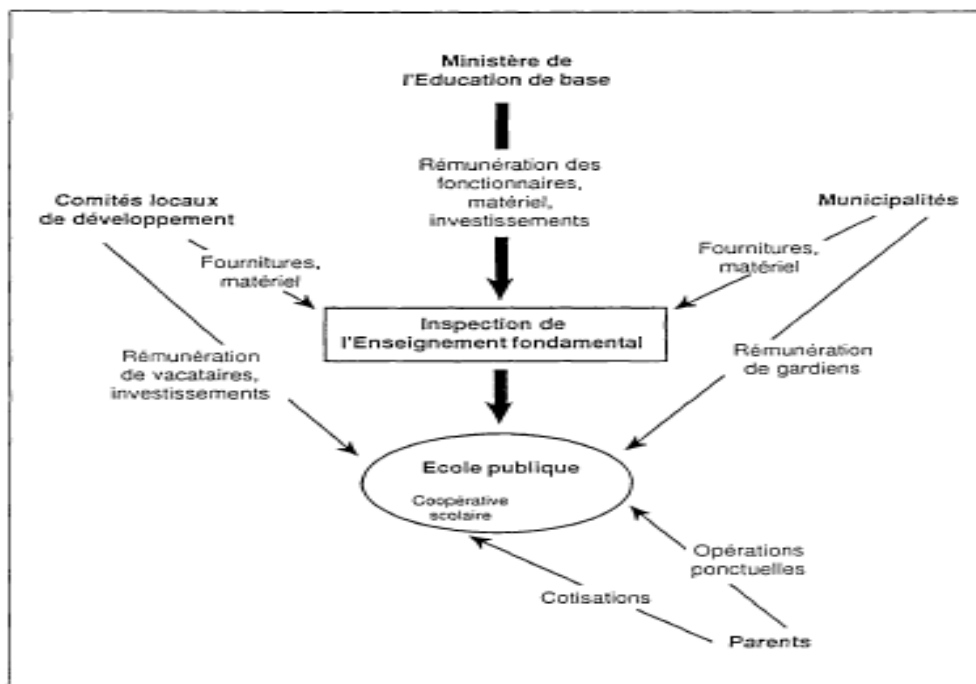 Ministère de
l'Education de base
Rémunération des
fonctionnaires,
matériel,
investissements
Comités locaux
de développement
Municipalités
Fournitures,
matériel
Fournitures,
matériel
Inspection de
l'Enseignement fondamental
Rémunération
de vacataires,
investissements
Rémunération
de gardiens
Ecole publique
Coopérative
scolaire
Opérations
ponctuelles
Cotisations
Parents